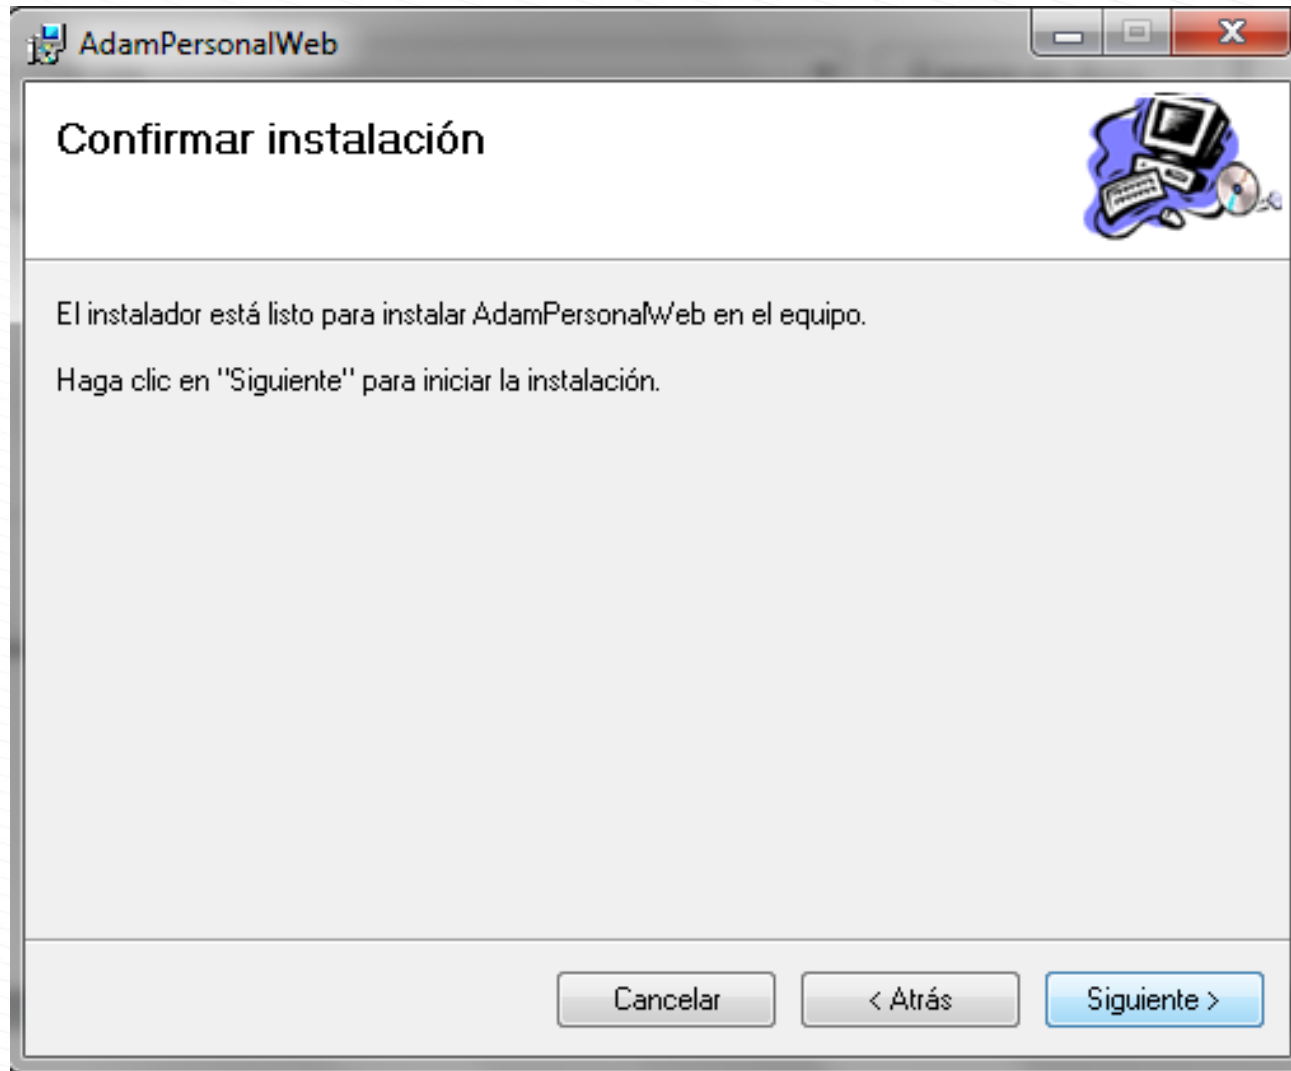 AdamPersonalWeb
Confirmar instalación
El instalador está listo para instalar AdamPersonalWeb en el equipo.
Haga clic en "Siguiente" para iniciar la instalación.
Cancelar
< Atrás
Siguiente >